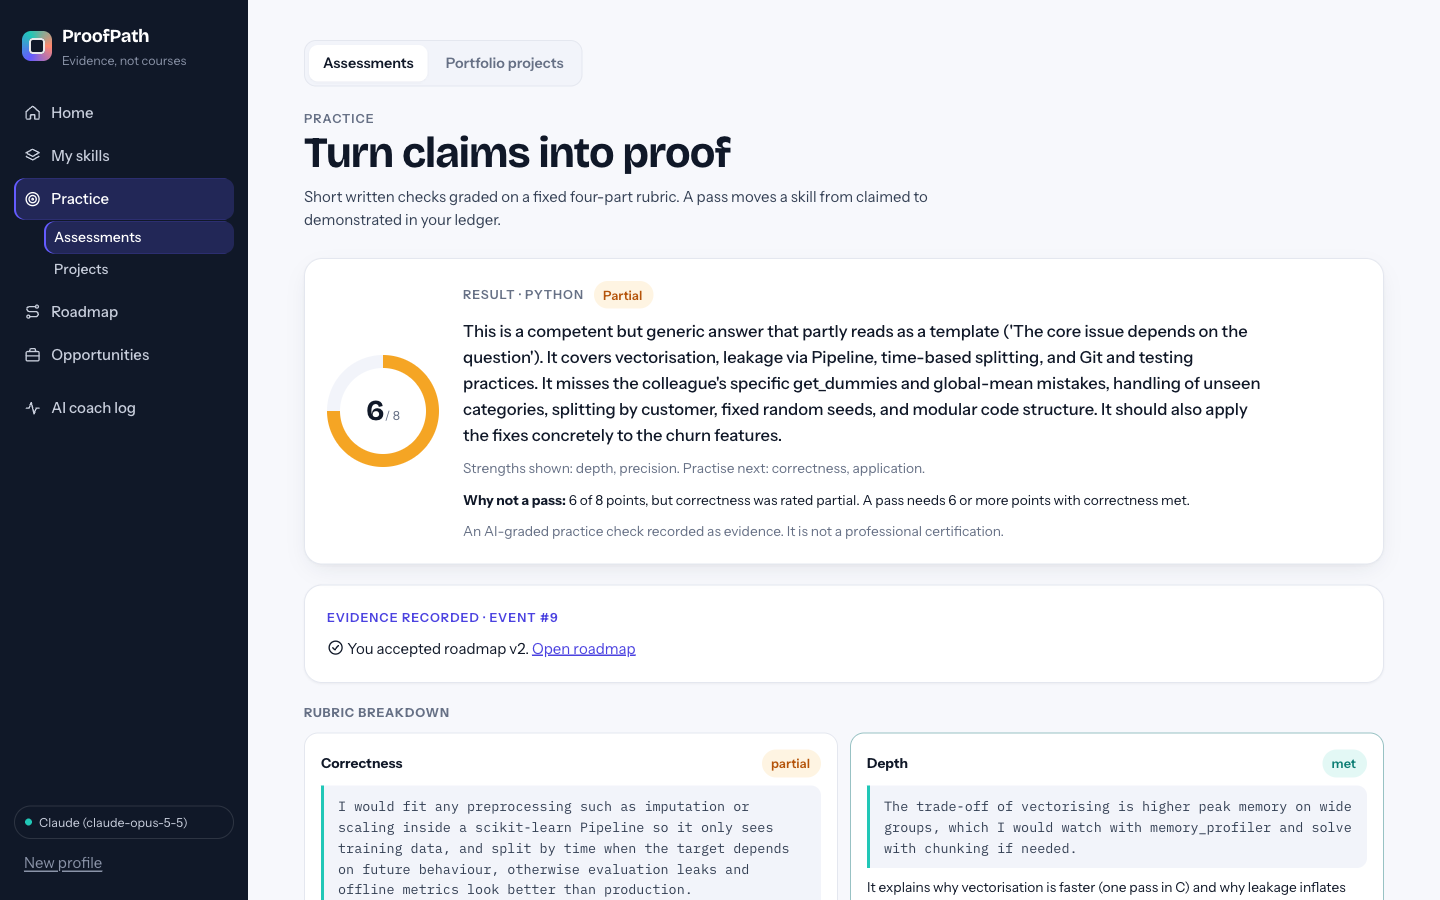 ProofPath
Evidence, not courses
Home
My skills
Practice
Assessments
Projects
Roadmap
Opportunities
AI coach log
Claude (claude-opus-5-5)
New profile
Assessments
Portfolio projects
PRACTICE
Turn claims into proof
Short written checks graded on a fixed four-part rubric. A pass moves a skill from claimed to
demonstrated in your ledger.
6 / 8
RESULT · PYTHON
Partial
This is a competent but generic answer that partly reads as a template ('The core issue depends on the
question'). It covers vectorisation, leakage via Pipeline, time-based splitting, and Git and testing
practices. It misses the colleague's specific get_dummies and global-mean mistakes, handling of unseen
categories, splitting by customer, fixed random seeds, and modular code structure. It should also apply
the fixes concretely to the churn features.
Strengths shown: depth, precision. Practise next: correctness, application.
Why not a pass: 6 of 8 points, but correctness was rated partial. A pass needs 6 or more points with correctness met.
An AI-graded practice check recorded as evidence. It is not a professional certification.
EVIDENCE RECORDED · EVENT #9
You accepted roadmap v2. Open roadmap
RUBRIC BREAKDOWN
Correctness
partial
I would fit any preprocessing such as imputation or
scaling inside a scikit-learn Pipeline so it only sees
training data, and split by time when the target depends
on future behaviour, otherwise evaluation leaks and
offline metrics look better than production.
Depth
met
The trade-off of vectorising is higher peak memory on wide
groups, which I would watch with memory_profiler and solve
with chunking if needed.
It explains why vectorisation is faster (one pass in C) and why leakage inflates